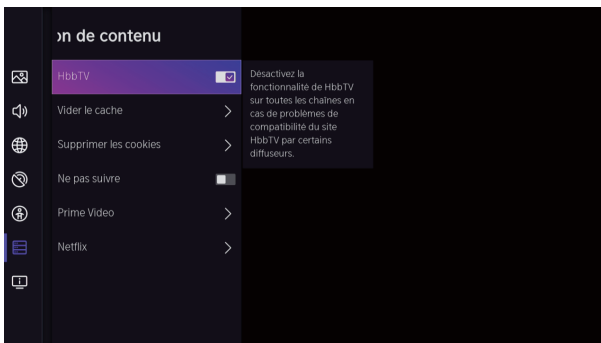 on de contenu
HbbTV
Vider le cache
Supprimer les cookies
Ne pas suivre
Prime Video
Netflix
Désactivez la
fonctionnalité de HbbTV
sur toutes les chaînes en
cas de problèmes de
compatibilité du site
HbbTV par certains
diffuseurs.